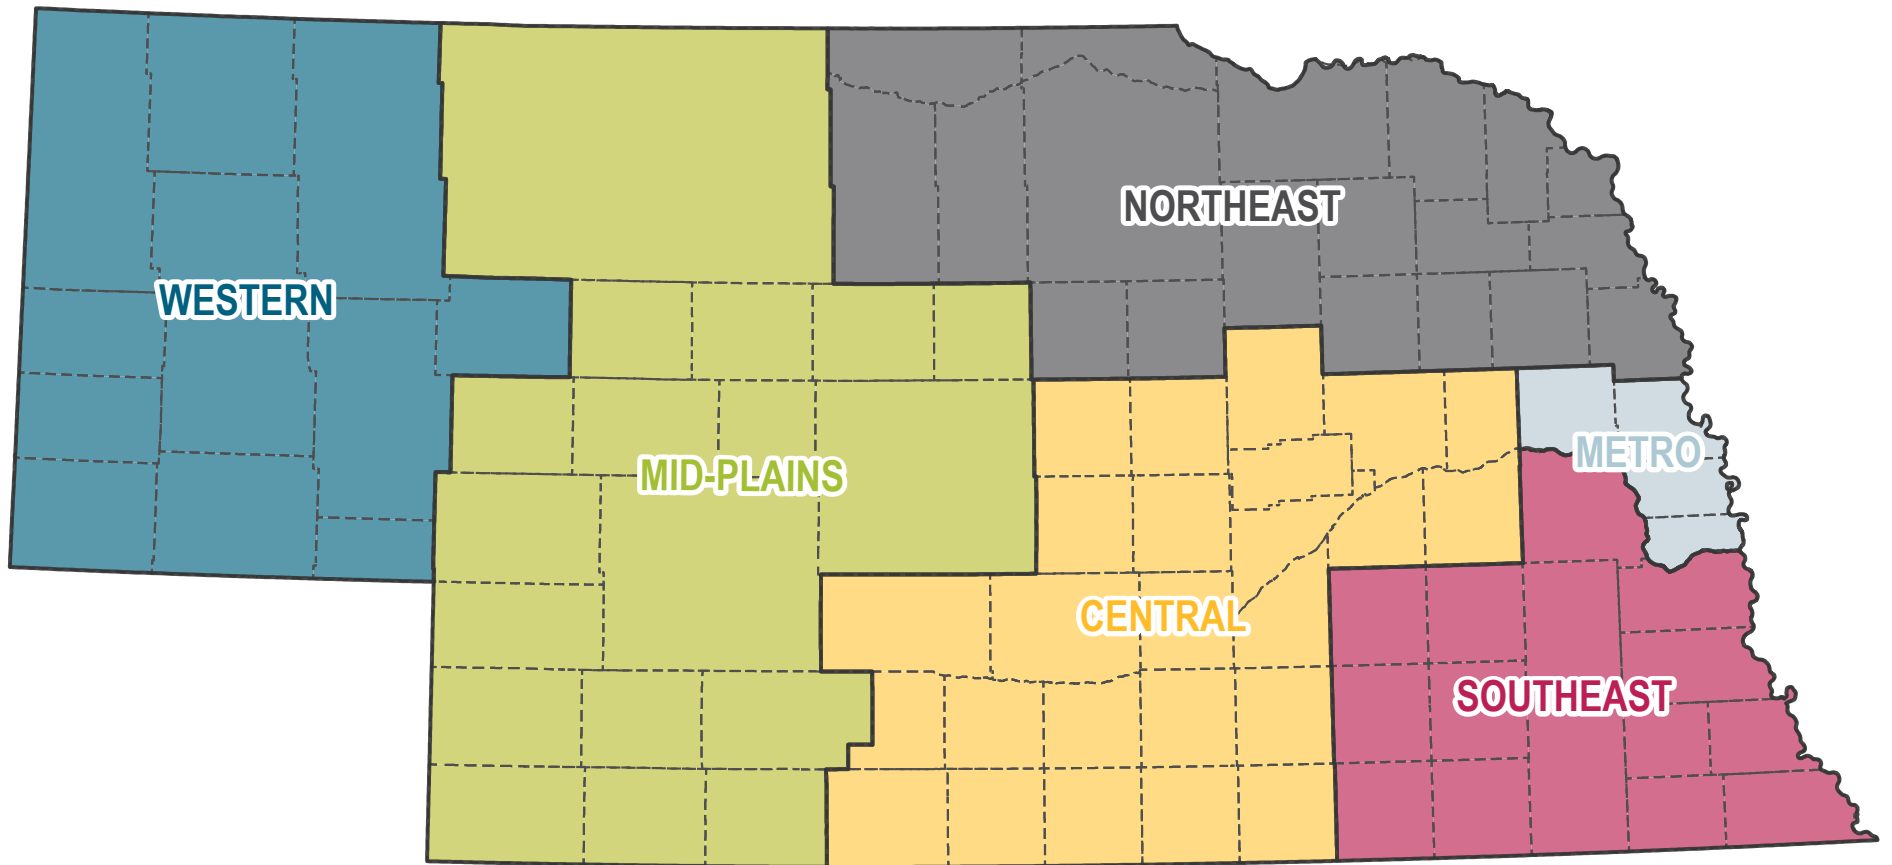 NORTHEAST
WESTERN
METRO
MID-PLAINS
CENTRAL
SOUTHEAST